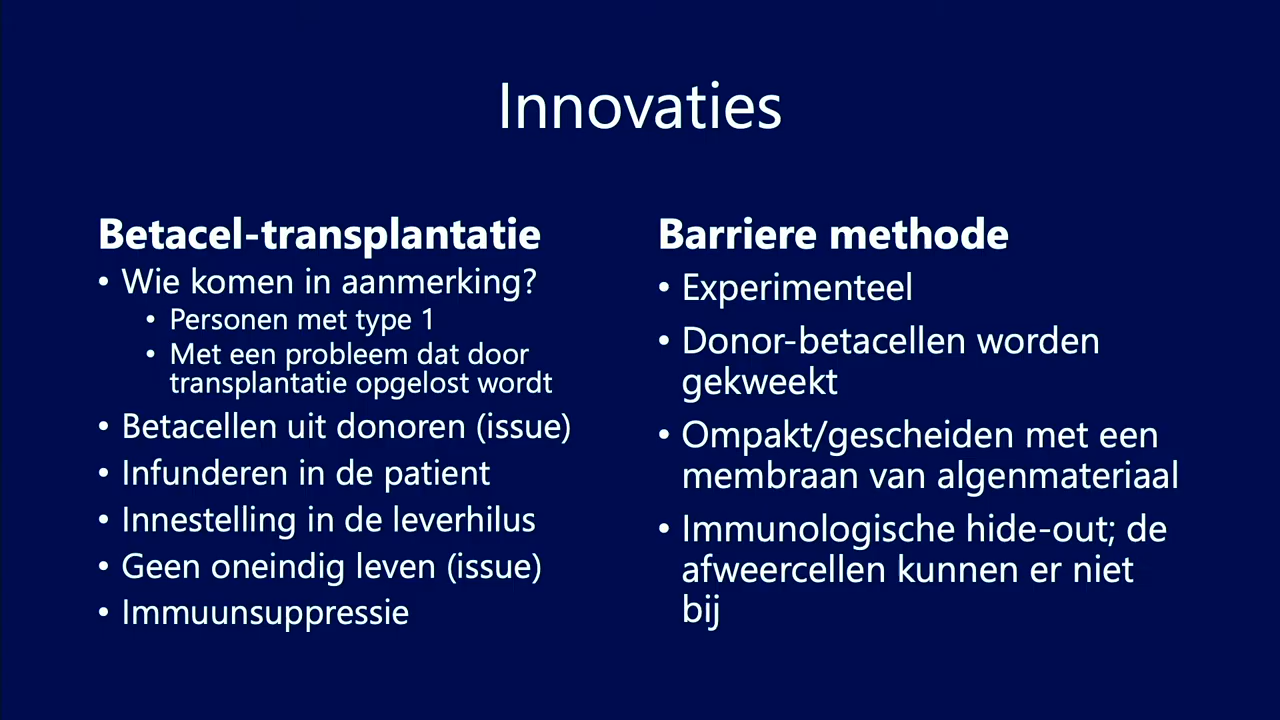 Innovaties
Betacel-transplantatie
• Wie komen in aanmerking?
• Personen met type 1
• Met een probleem dat door
transplantatie opgelost wordt
• Betacellen uit donoren (issue)
• Infunderen in de patient
• Innestelling in de leverhilus
• Geen oneindig leven (issue)
• Immuunsuppressie
Barriere methode
• Experimenteel
• Donor-betacellen worden
gekweekt
• Ompakt/gescheiden met een
membraan van algenmateriaal
• Immunologische hide-out; de
afweercellen kunnen er niet
bij